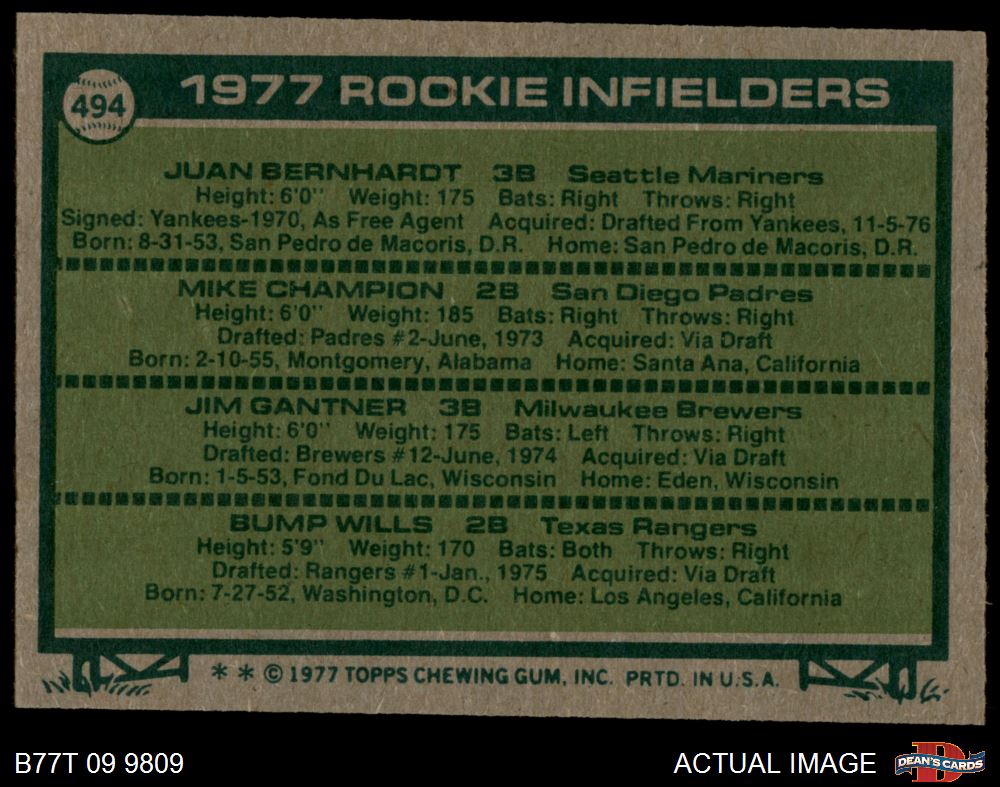 494
1977 ROOKIE INFIELDERS
JUAN BERNHARDT 3B Seattle Mariners
Height: 6'0" Weight: 175 Bats: Right Throws: Right
Signed: Yankees-1970, As Free Agent Acquired: Drafted From Yankees, 11-5-76
Born: 8-31-53, San Pedro de Macoris, D.R. Home: San Pedro de Macoris, D.R.
MIKE CHAMPION 2B San Diego Padres
Height: 6'0" Weight: 185 Bats: Right Throws: Right
Drafted: Padres #2-June, 1973 Acquired: Via Draft
Born: 2-10-55, Montgomery, Alabama Home: Santa Ana, California
JIM GANTNER 3B Milwaukee Brewers
Height: 6'0" Weight: 175 Bats: Left Throws: Right
Drafted: Brewers #12-June, 1974 Acquired: Via Draft
Born: 1-5-53, Fond Du Lac, Wisconsin Home: Eden, Wisconsin
BUMP WILLS 2B Texas Rangers
Height: 5'9" Weight: 170 Bats: Both Throws: Right
Drafted: Rangers #1-Jan., 1975 Acquired: Via Draft
Born: 7-27-52, Washington, D.C. Home: Los Angeles, California
** © 1977 TOPPS CHEWING GUM, INC. PRTD. IN U.S.A.
B77T 09 9809
ACTUAL IMAGE
D
DEAN'S CARDS